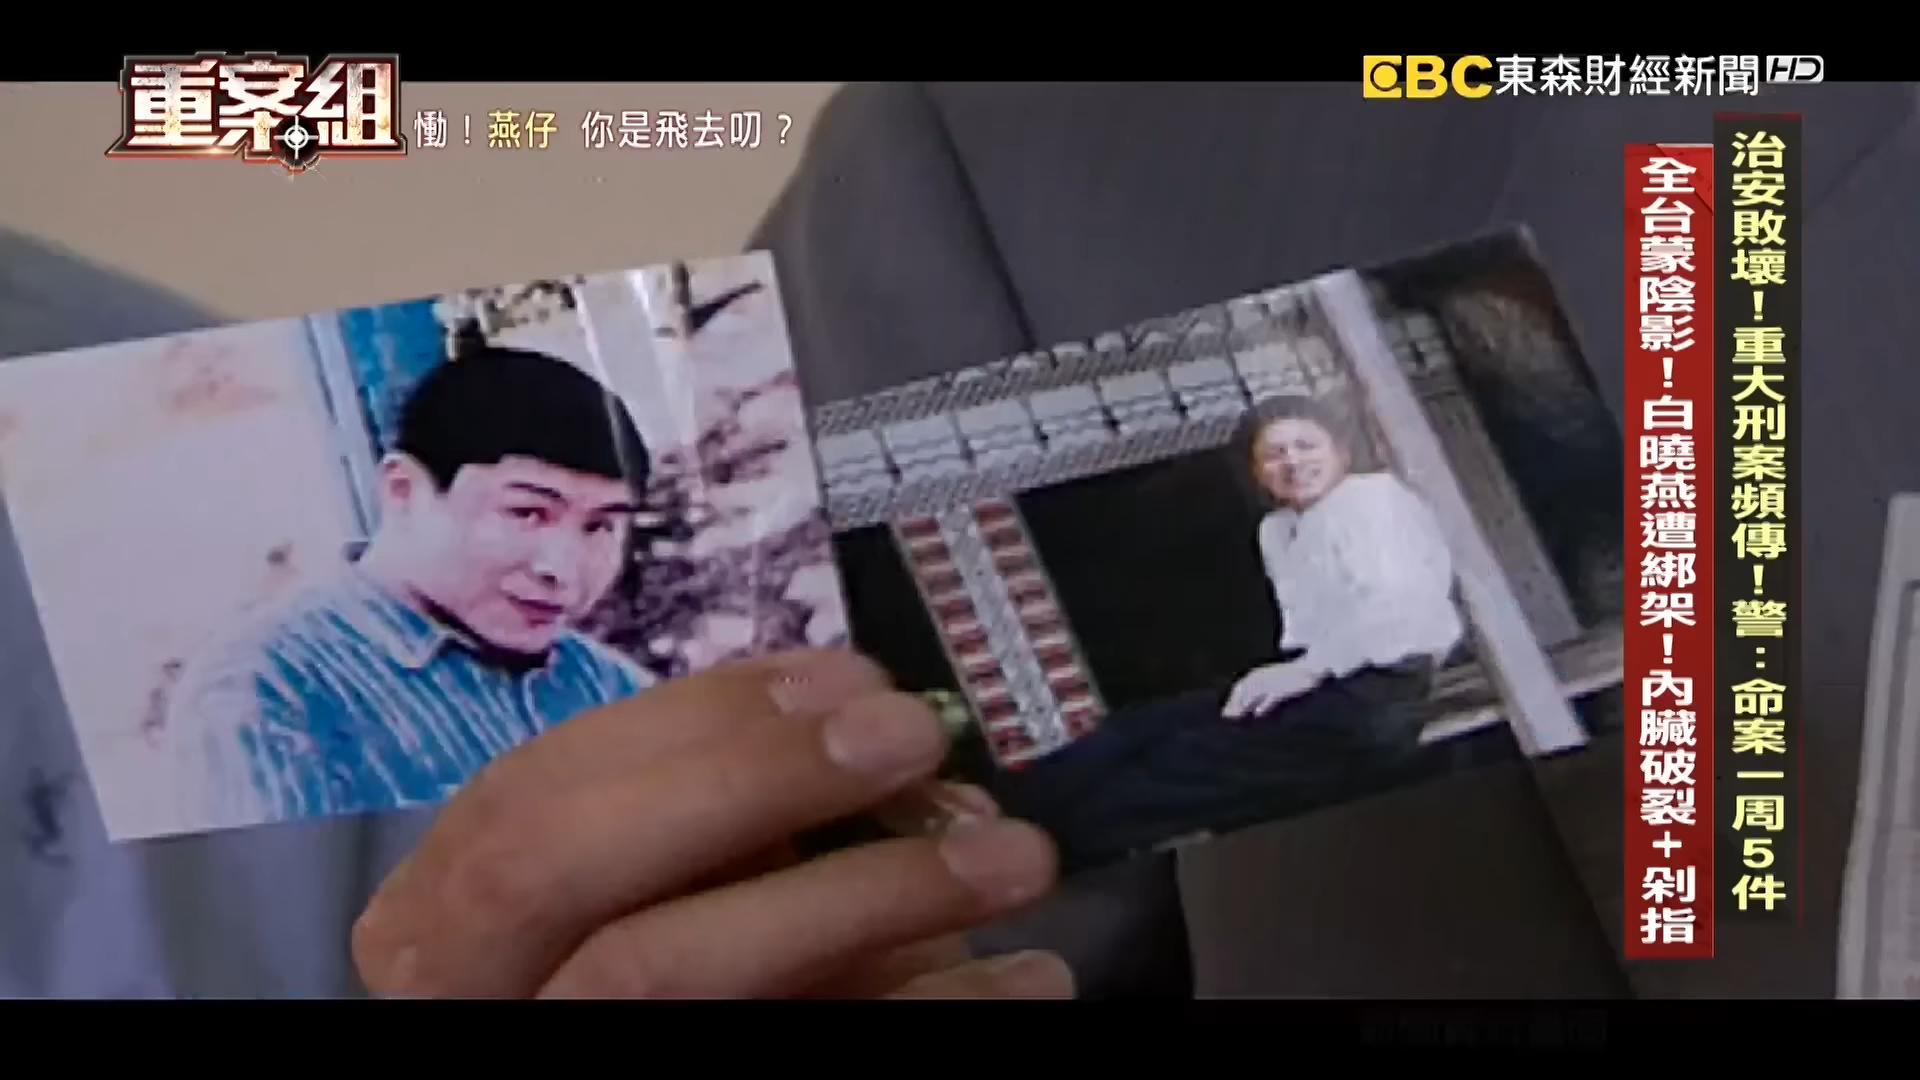 重案組
慟！燕仔 你是飛去叨？
EBC東森財經新聞HD
治安敗壞！重大刑案頻傳！警：命案一周5件
全台蒙陰影！白曉燕遭綁架！內臟破裂+剁指